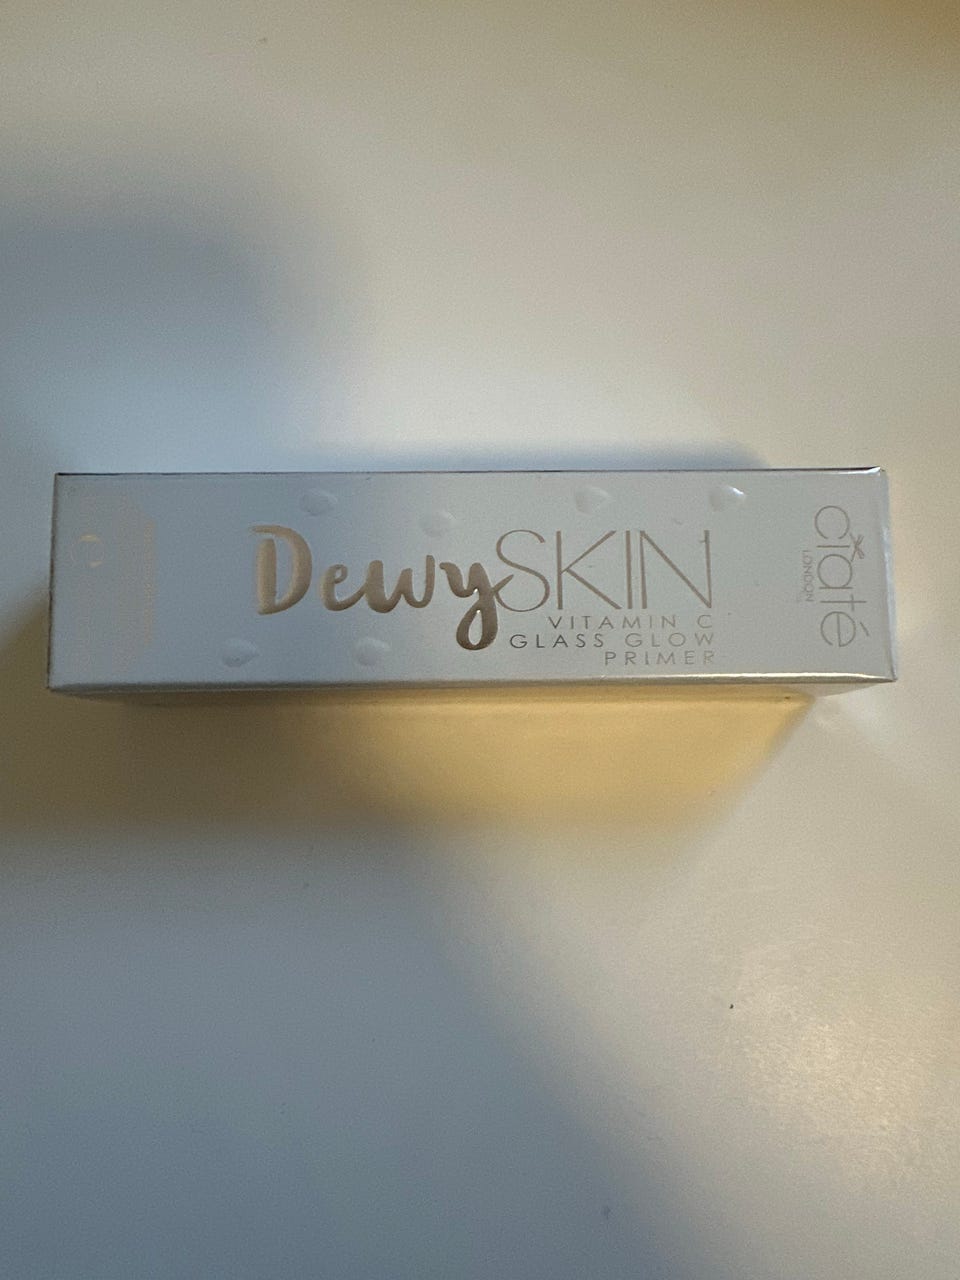 DewySKIN
VITAMIN C
GLASS GLOW
PRIMER
ciaté
LONDON